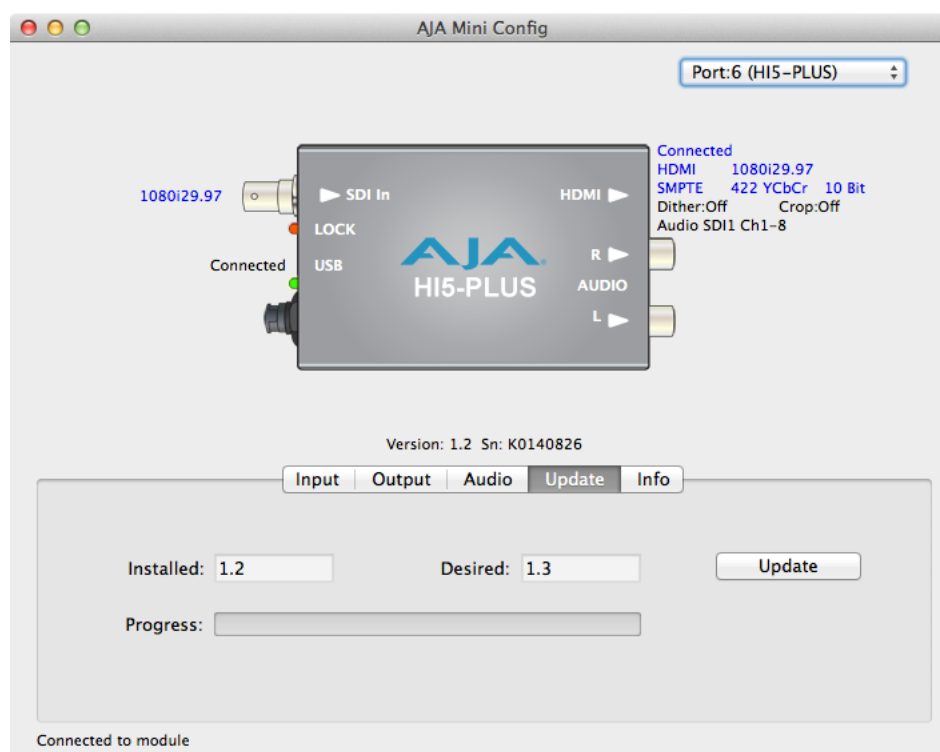 AJA Mini Config
Port:6 (HI5-PLUS)
Connected
HDMI 1080i29.97
SMPTE 422 YCbCr 10 Bit
Dither:Off Crop:Off
Audio SDI1 Ch1-8
1080i29.97
SDI In
HDMI
LOCK
Connected
USB
AJA
HI5-PLUS
R
AUDIO
L
Version: 1.2 Sn: K0140826
Input Output Audio Update Info
Installed: 1.2 Desired: 1.3 Update
Progress:
Connected to module